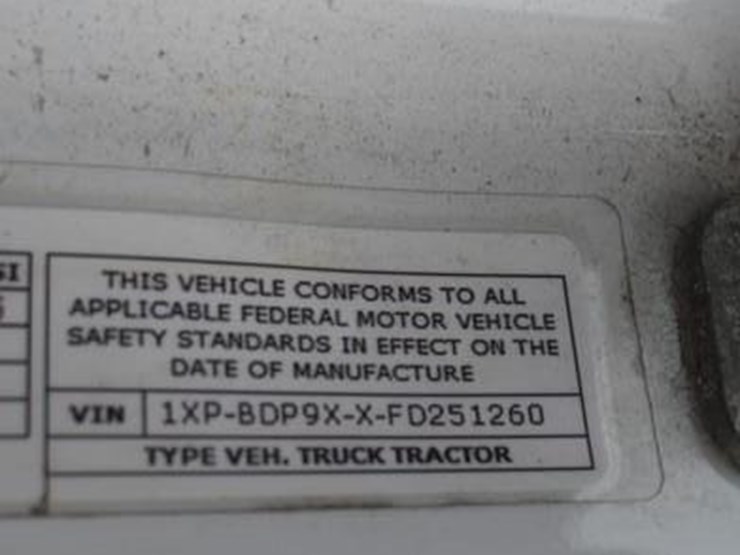 SI
THIS VEHICLE CONFORMS TO ALL
APPLICABLE FEDERAL MOTOR VEHICLE
SAFETY STANDARDS IN EFFECT ON THE
DATE OF MANUFACTURE
VIN 1XP-BDP9X-X-FD251260
TYPE VEH. TRUCK TRACTOR